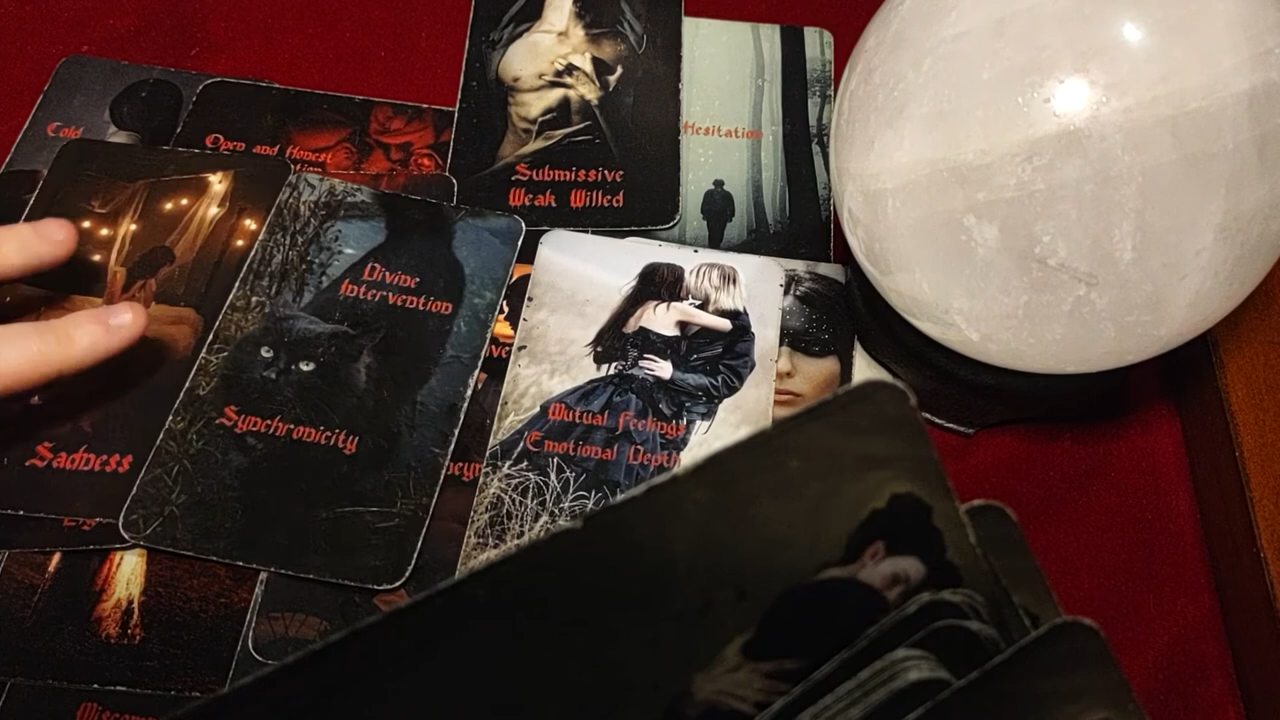 Cold
Open and Honest
Submissive
Weak Willed
Hesitation
Divine
Intervention
Synchronicity
Sadness
Mutual Feelings
Emotional Depth